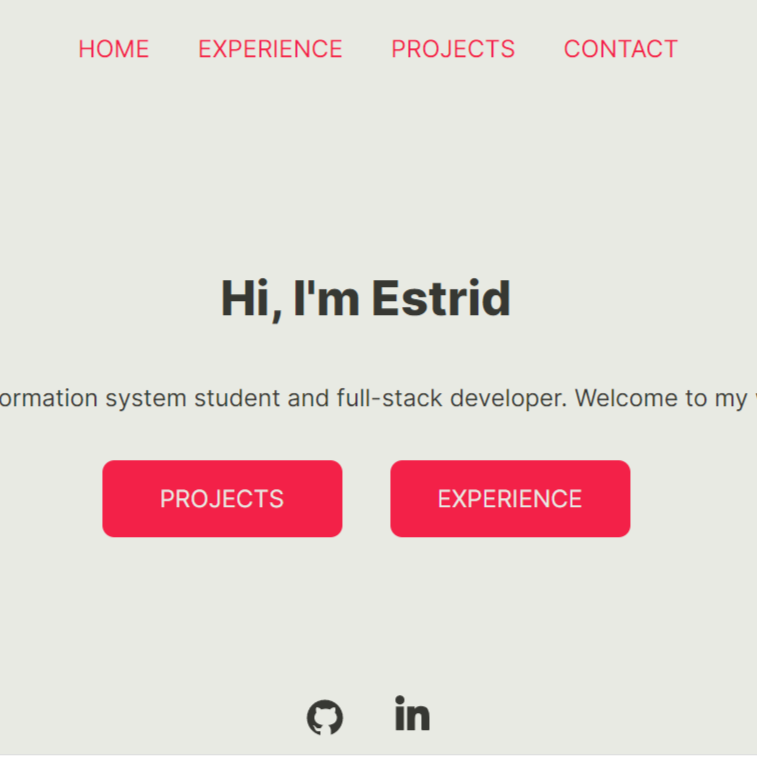 HOME EXPERIENCE PROJECTS CONTACT
Hi, I'm Estrid
ormation system student and full-stack developer. Welcome to my
PROJECTS EXPERIENCE
in